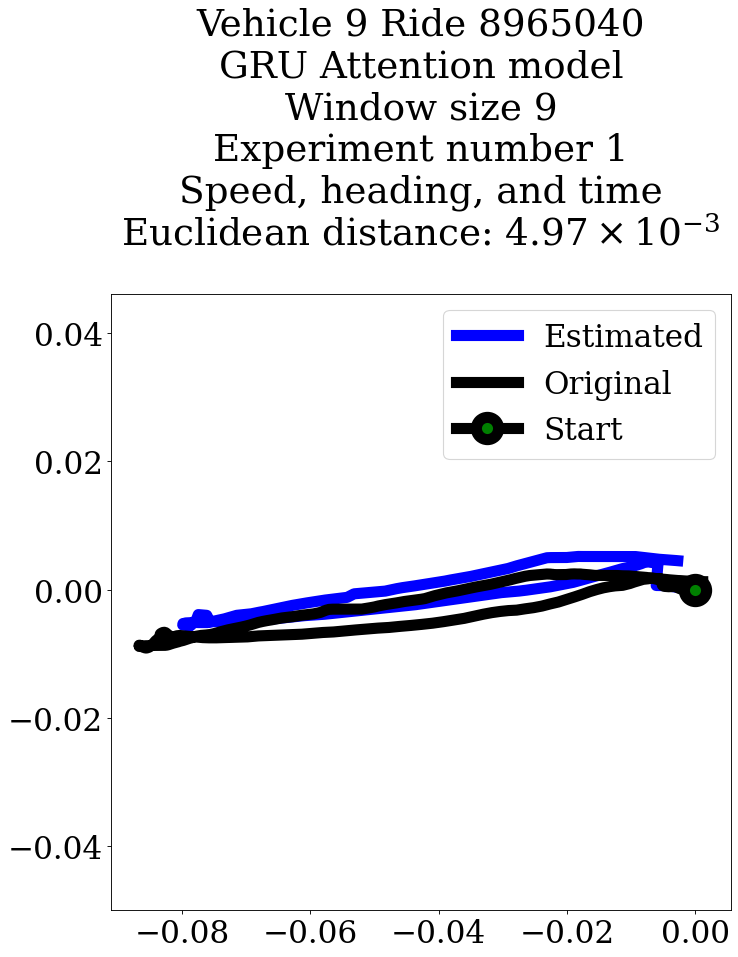 Vehicle 9 Ride 8965040
GRU Attention model
Window size 9
Experiment number 1
Speed, heading, and time
Euclidean distance: 4.97 × 10⁻³
Estimated
Original
Start
0.04
0.02
0.00
−0.02
−0.04
−0.08 −0.06 −0.04 −0.02 0.00